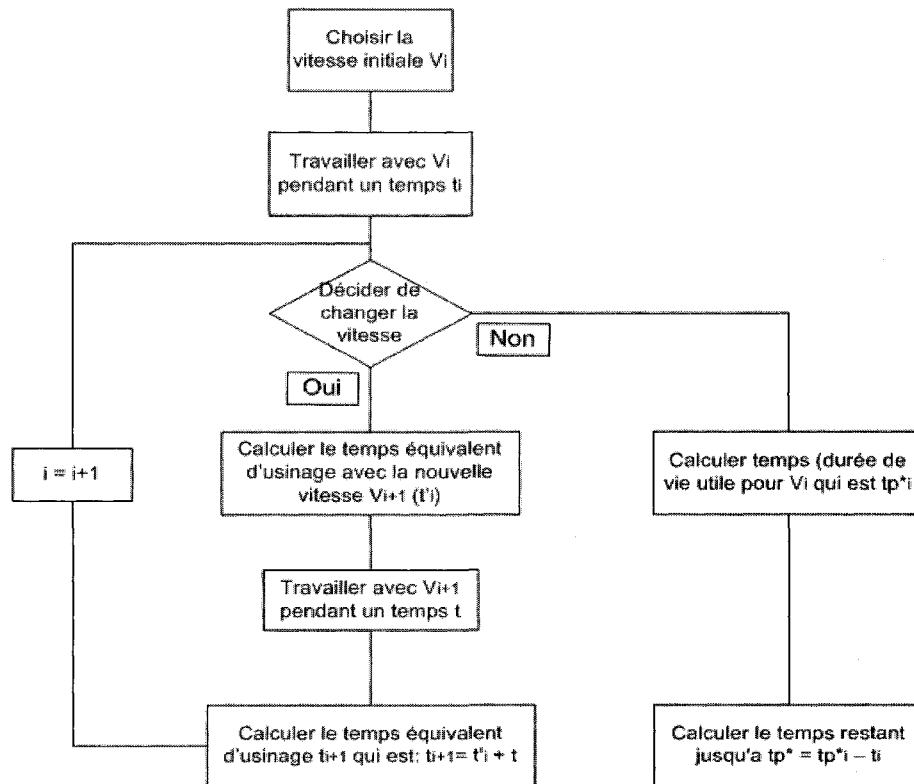 Choisir la
vitesse initiale Vi
Travailler avec Vi
pendant un temps ti
Décider de
changer la
vitesse
Non
Oui
Calculer le temps équivalent
d'usinage avec la nouvelle
vitesse Vi+1 (t'i)
Calculer temps (durée de
vie utile pour Vi qui est tp*i
i = i+1
Travailler avec Vi+1
pendant un temps t
Calculer le temps équivalent
d'usinage ti+1 qui est: ti+1= t'i + t
Calculer le temps restant
jusqu'a tp* = tp*i – ti